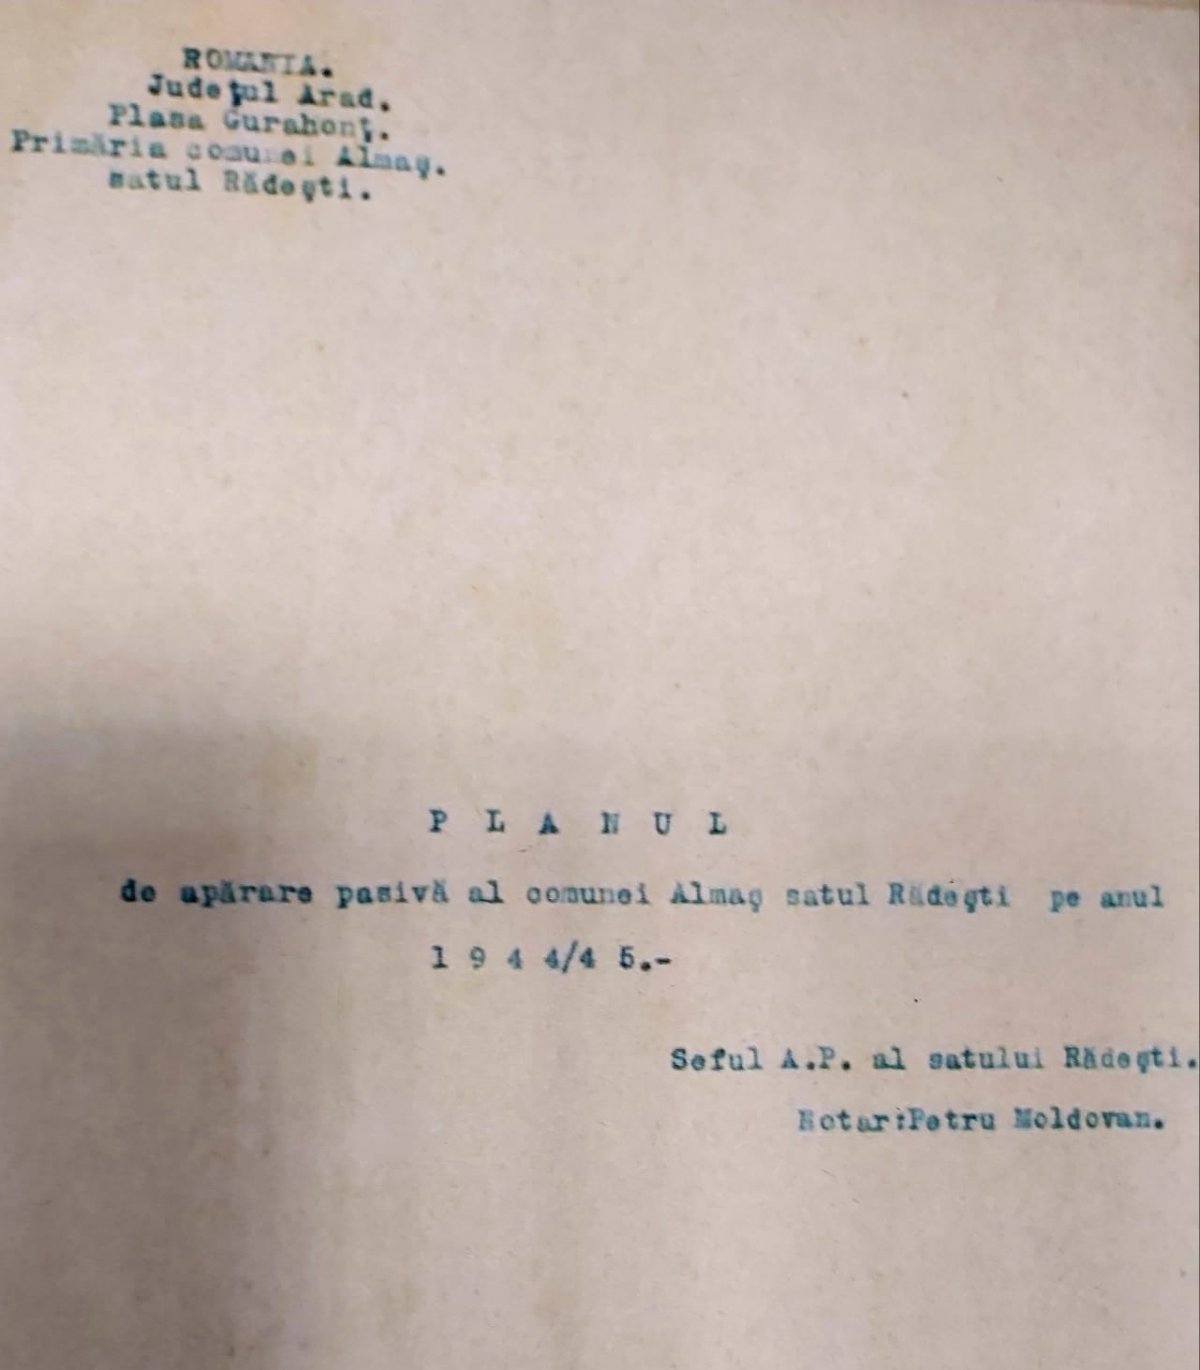 ROMANIA.
Judeţul Arad.
Plasa Gurahonţ.
Primăria comunei Almaş.
satul Rădeşti.
P L A N U L
de apărare pasivă al comunei Almaş satul Rădeşti pe anul
1 9 4 4/4 5.-
Seful A.P. al satului Rădeşti.
Notar:Petru Moldovan.